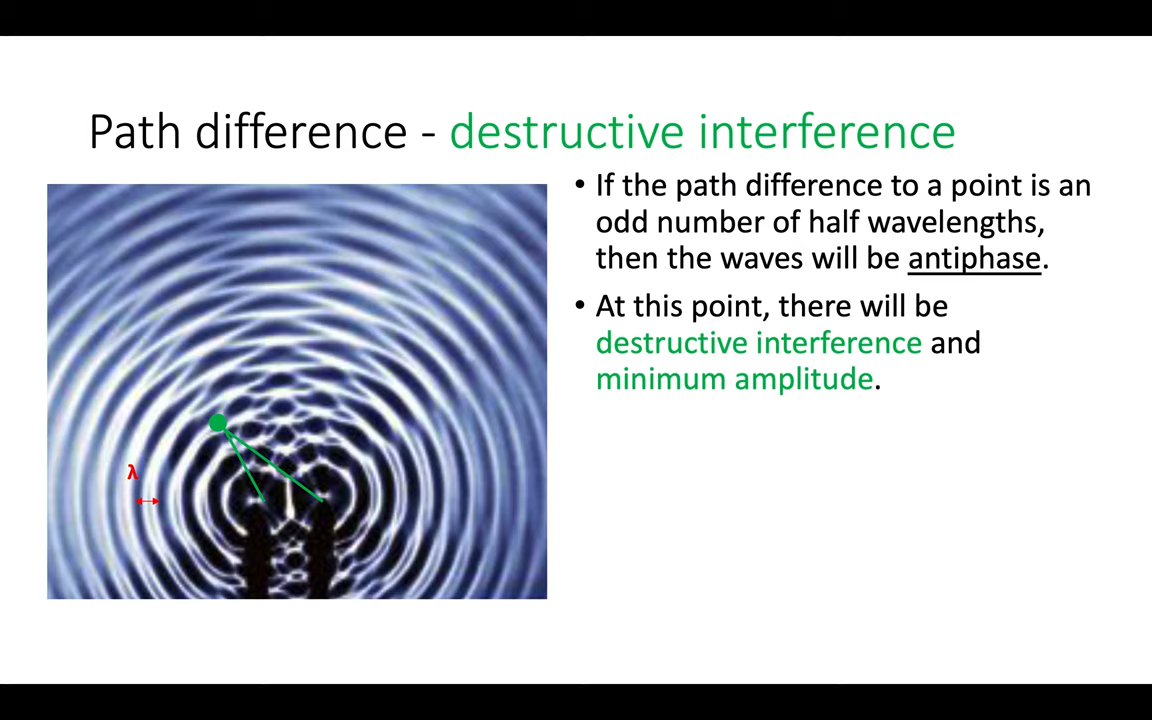 Path difference - destructive interference
• If the path difference to a point is an
odd number of half wavelengths,
then the waves will be antiphase.
• At this point, there will be
destructive interference and
minimum amplitude.
λ